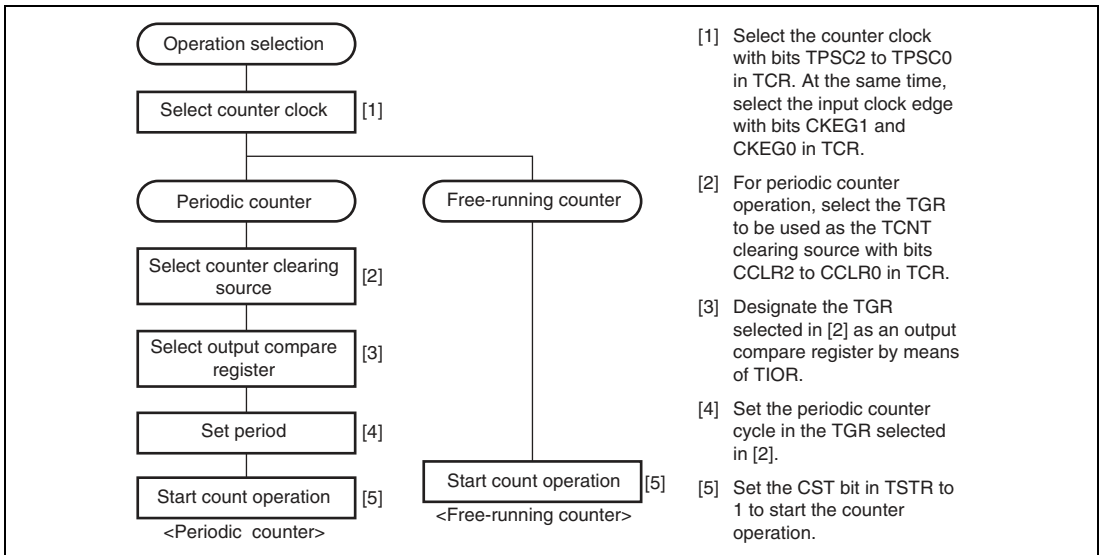 Operation selection
Select counter clock
[1]
Periodic counter
Free-running counter
Select counter clearing
source
[2]
Select output compare
register
[3]
Set period
[4]
Start count operation
[5]
<Periodic counter>
Start count operation
[5]
<Free-running counter>
[1] Select the counter clock
with bits TPSC2 to TPSC0
in TCR. At the same time,
select the input clock edge
with bits CKEG1 and
CKEG0 in TCR.
[2] For periodic counter
operation, select the TGR
to be used as the TCNT
clearing source with bits
CCLR2 to CCLR0 in TCR.
[3] Designate the TGR
selected in [2] as an output
compare register by means
of TIOR.
[4] Set the periodic counter
cycle in the TGR selected
in [2].
[5] Set the CST bit in TSTR to
1 to start the counter
operation.